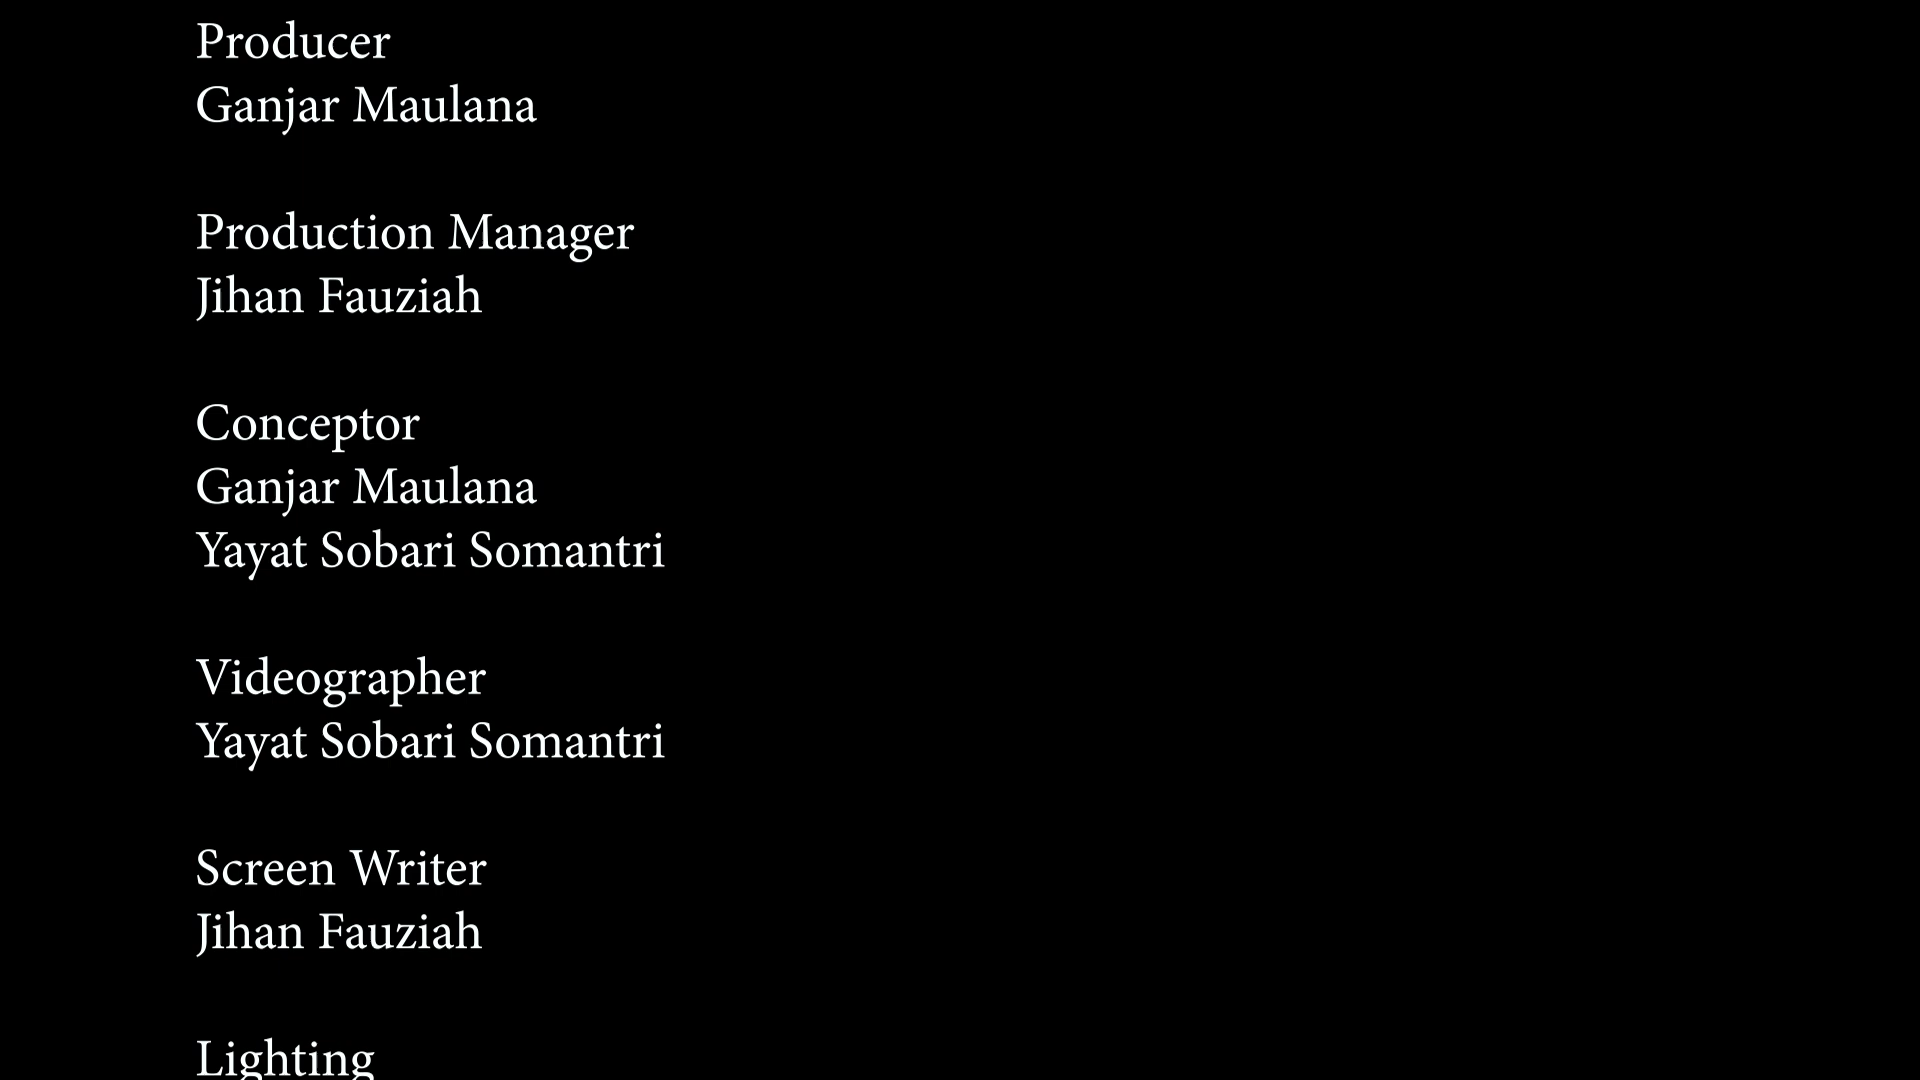 Producer
Ganjar Maulana
Production Manager
Jihan Fauziah
Conceptor
Ganjar Maulana
Yayat Sobari Somantri
Videographer
Yayat Sobari Somantri
Screen Writer
Jihan Fauziah
Lighting